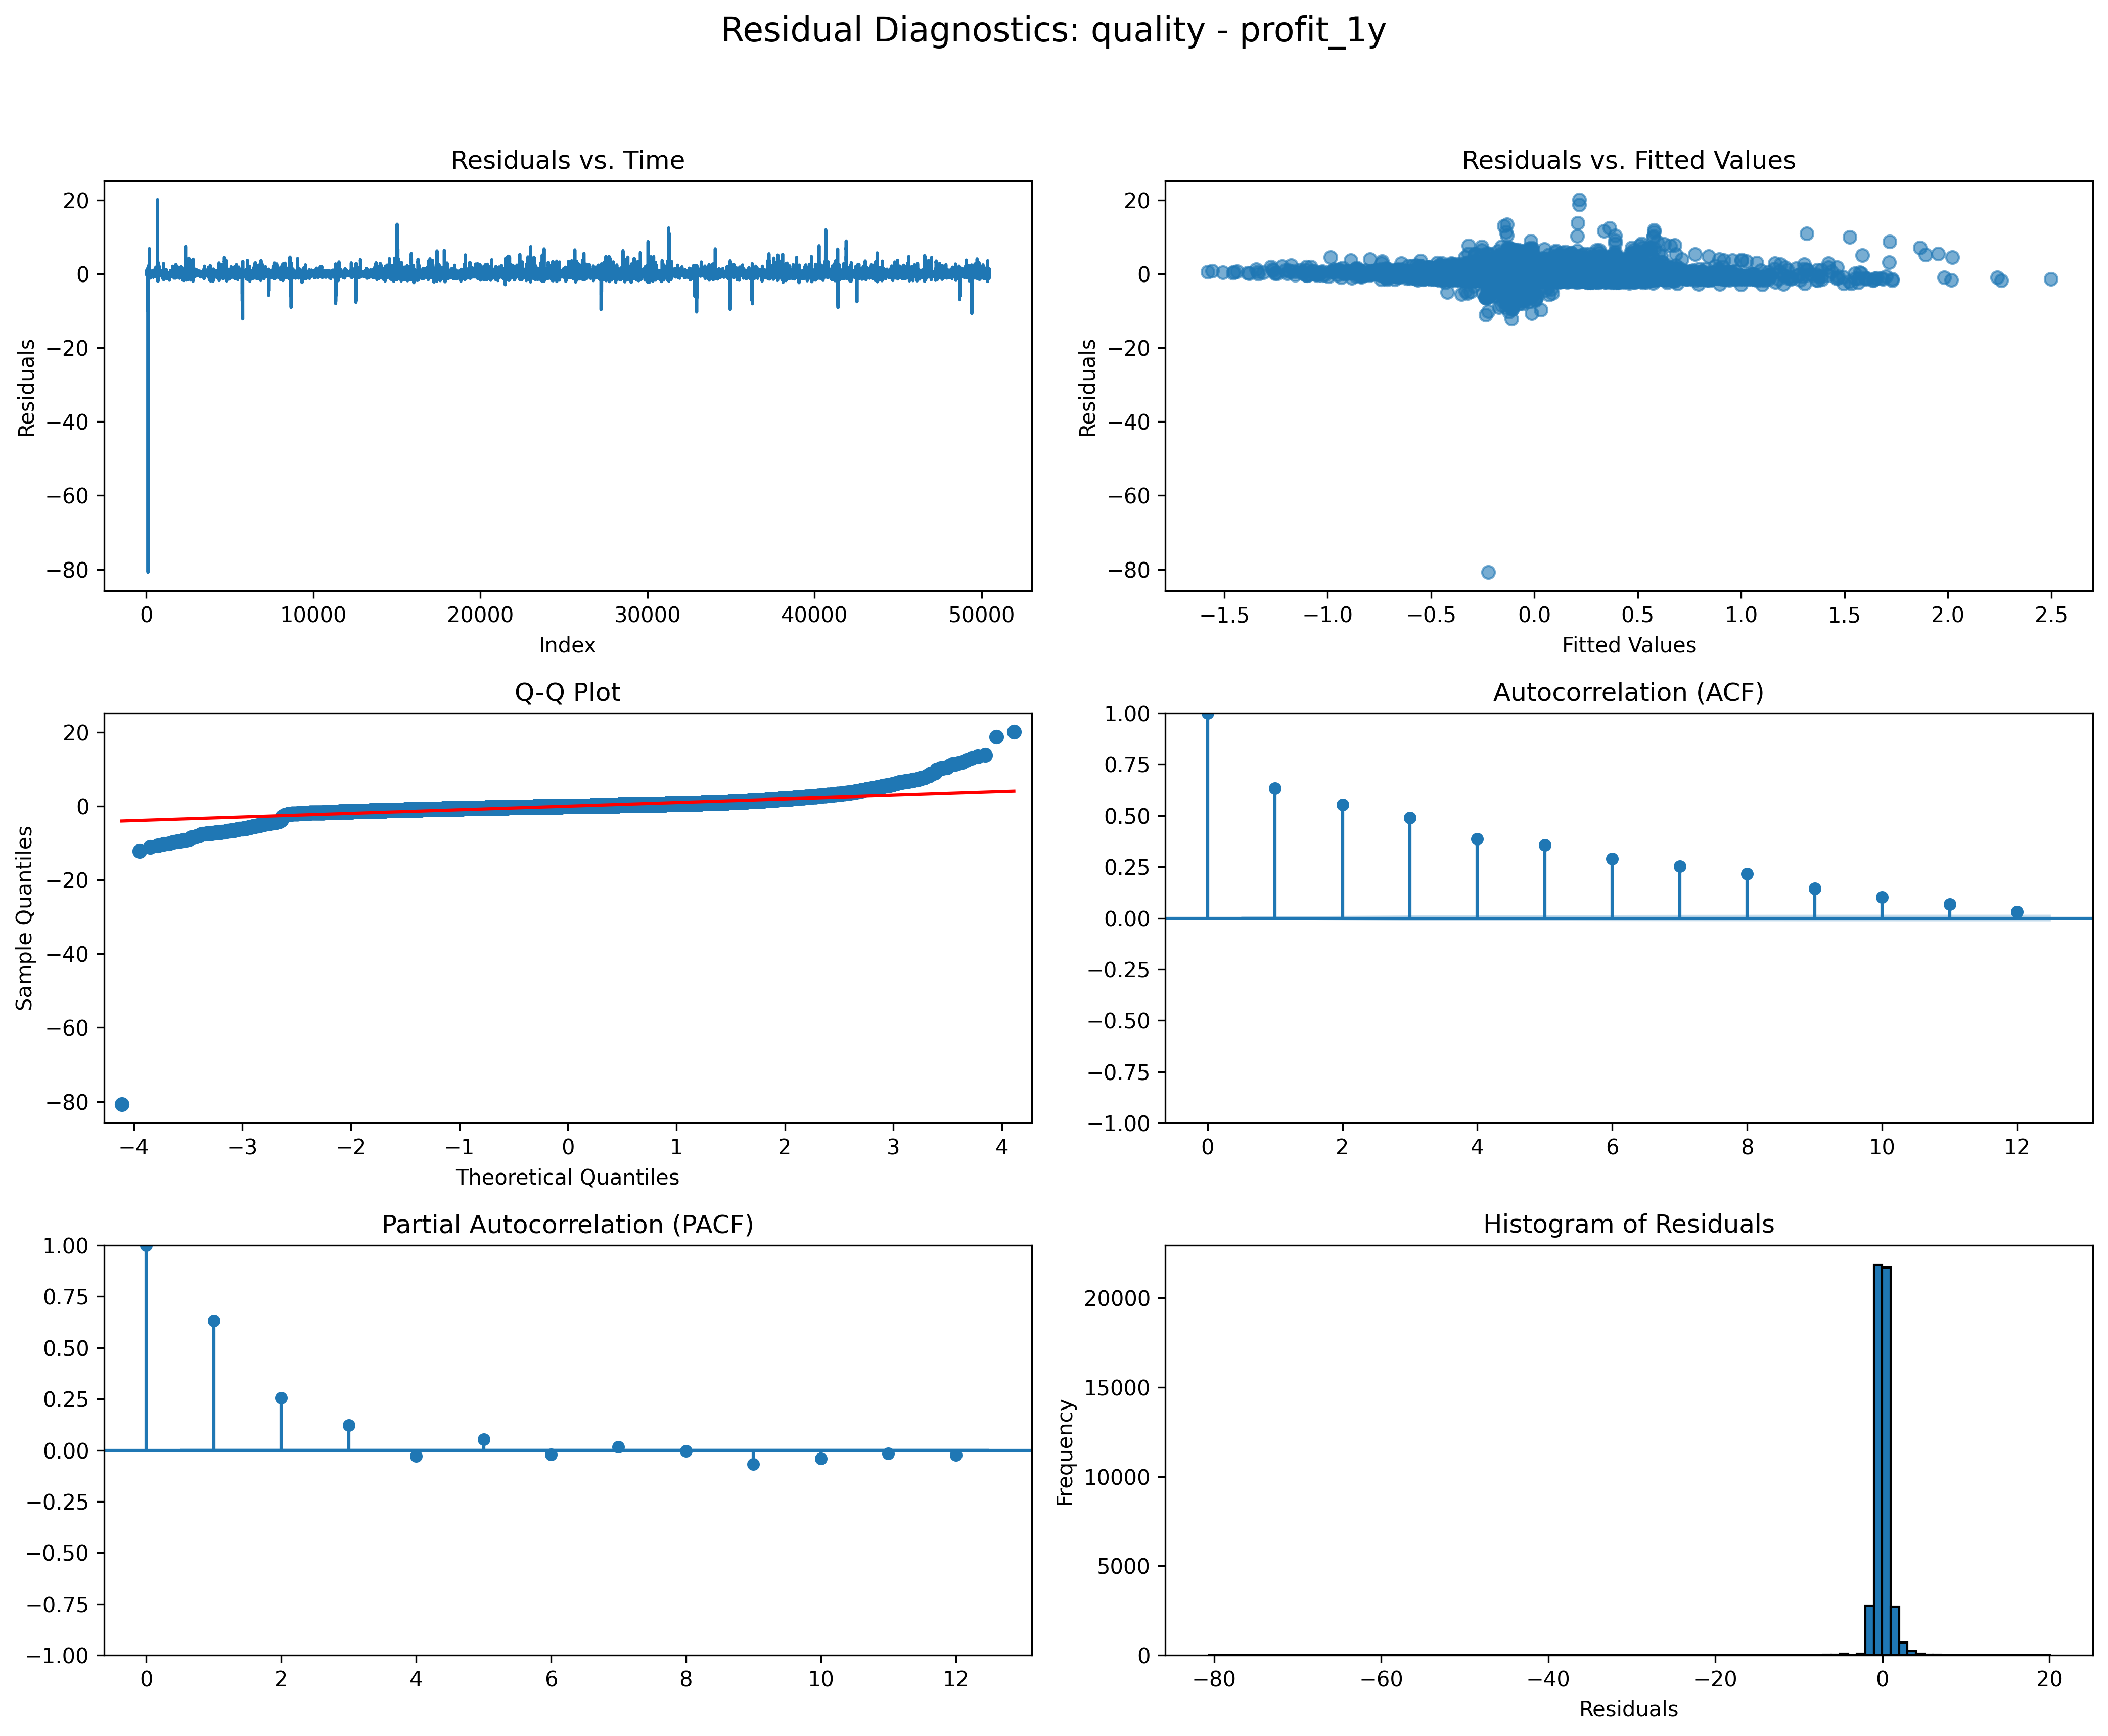 Residual Diagnostics: quality - profit_1y
Residuals vs. Time
20
0
−20
−40
−60
−80
Residuals
0 10000 20000 30000 40000 50000
Index
Residuals vs. Fitted Values
20
0
−20
−40
−60
−80
Residuals
−1.5 −1.0 −0.5 0.0 0.5 1.0 1.5 2.0 2.5
Fitted Values
Q-Q Plot
20
0
−20
−40
−60
−80
Sample Quantiles
−4 −3 −2 −1 0 1 2 3 4
Theoretical Quantiles
Autocorrelation (ACF)
1.00
0.75
0.50
0.25
0.00
−0.25
−0.50
−0.75
−1.00
0 2 4 6 8 10 12
Partial Autocorrelation (PACF)
1.00
0.75
0.50
0.25
0.00
−0.25
−0.50
−0.75
−1.00
0 2 4 6 8 10 12
Histogram of Residuals
20000
15000
10000
5000
0
Frequency
−80 −60 −40 −20 0 20
Residuals